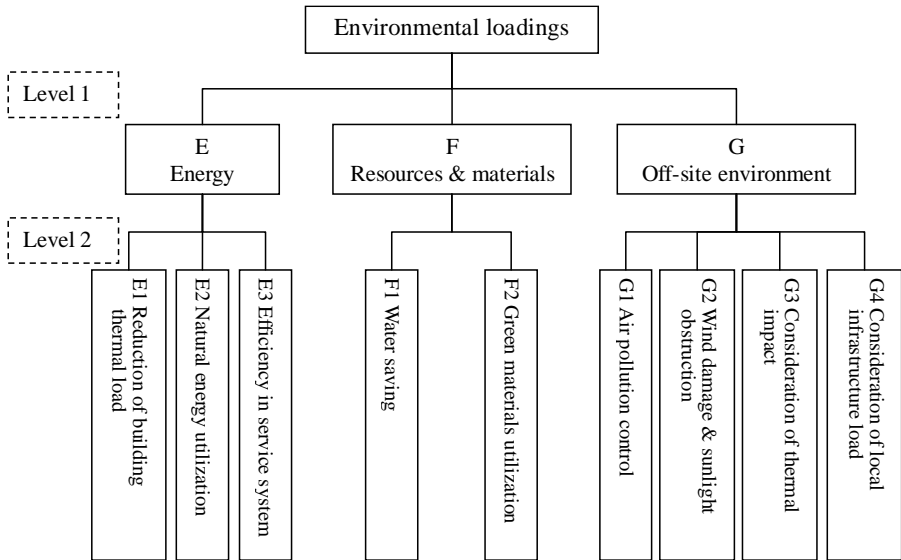 Environmental loadings
Level 1
E
Energy
F
Resources & materials
G
Off-site environment
Level 2
E1 Reduction of building
thermal load
E2 Natural energy utilization
E3 Efficiency in service system
F1 Water saving
F2 Green materials utilization
G1 Air pollution control
G2 Wind damage & sunlight
obstruction
G3 Consideration of thermal
impact
G4 Consideration of local
infrastructure load